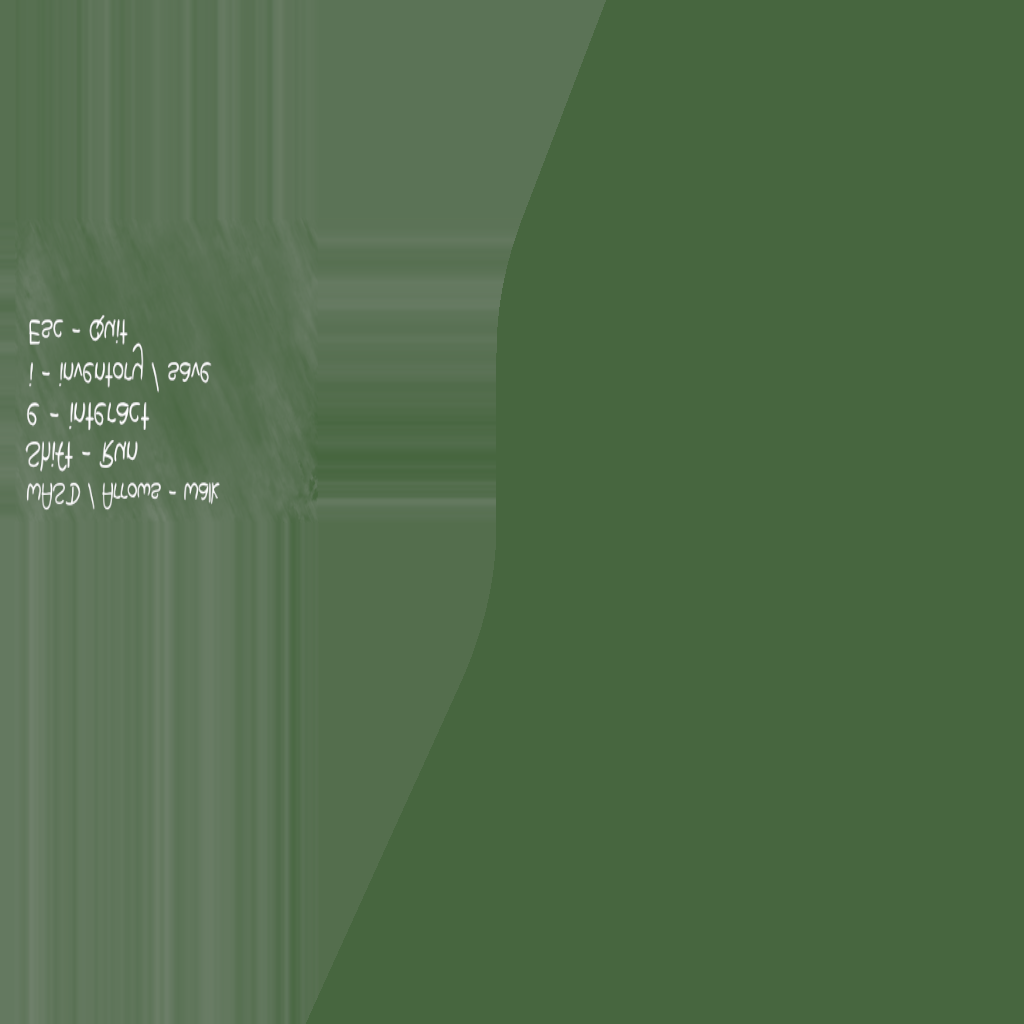 wASD / Arrows - walk
Shift - Run
e - interact
i - inventory / save
Esc - Quit